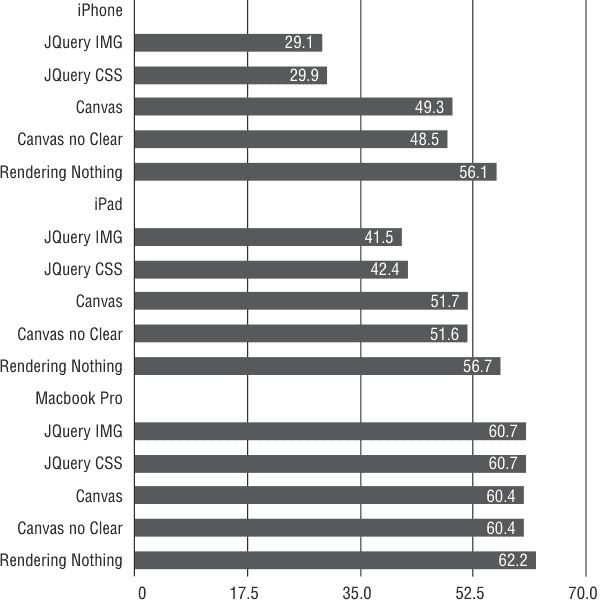 iPhone
JQuery IMG 29.1
JQuery CSS 29.9
Canvas 49.3
Canvas no Clear 48.5
Rendering Nothing 56.1
iPad
JQuery IMG 41.5
JQuery CSS 42.4
Canvas 51.7
Canvas no Clear 51.6
Rendering Nothing 56.7
Macbook Pro
JQuery IMG 60.7
JQuery CSS 60.7
Canvas 60.4
Canvas no Clear 60.4
Rendering Nothing 62.2
0 17.5 35.0 52.5 70.0